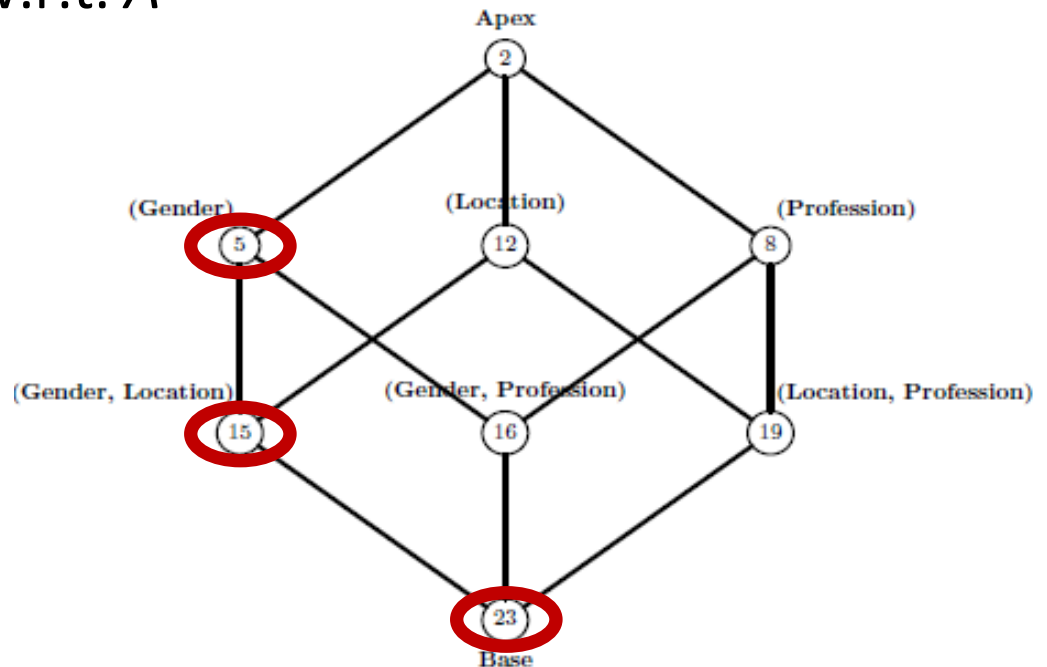 w.r.t. A
Apex
2
(Gender)
(Location)
(Profession)
5
12
8
(Gender, Location)
(Gender, Profession)
(Location, Profession)
15
16
19
23
Base